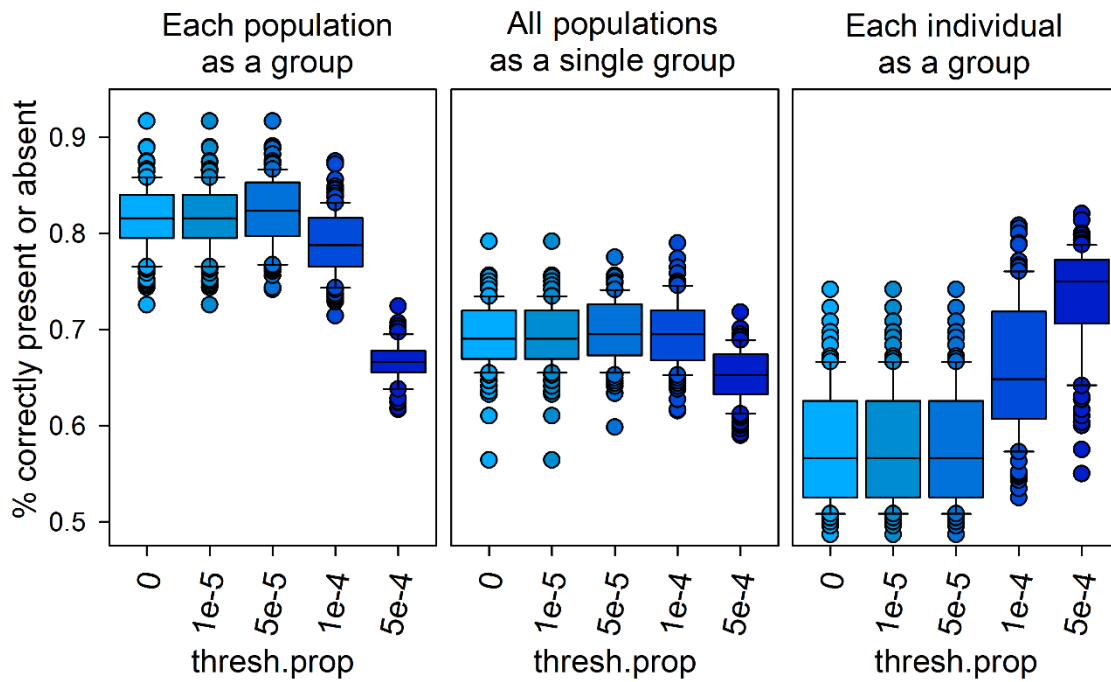 Each population
as a group
All populations
as a single group
Each individual
as a group
% correctly present or absent
0.9
0.8
0.7
0.6
0.5
0
1e-5
5e-5
1e-4
5e-4
0
1e-5
5e-5
1e-4
5e-4
0
1e-5
5e-5
1e-4
5e-4
thresh.prop
thresh.prop
thresh.prop